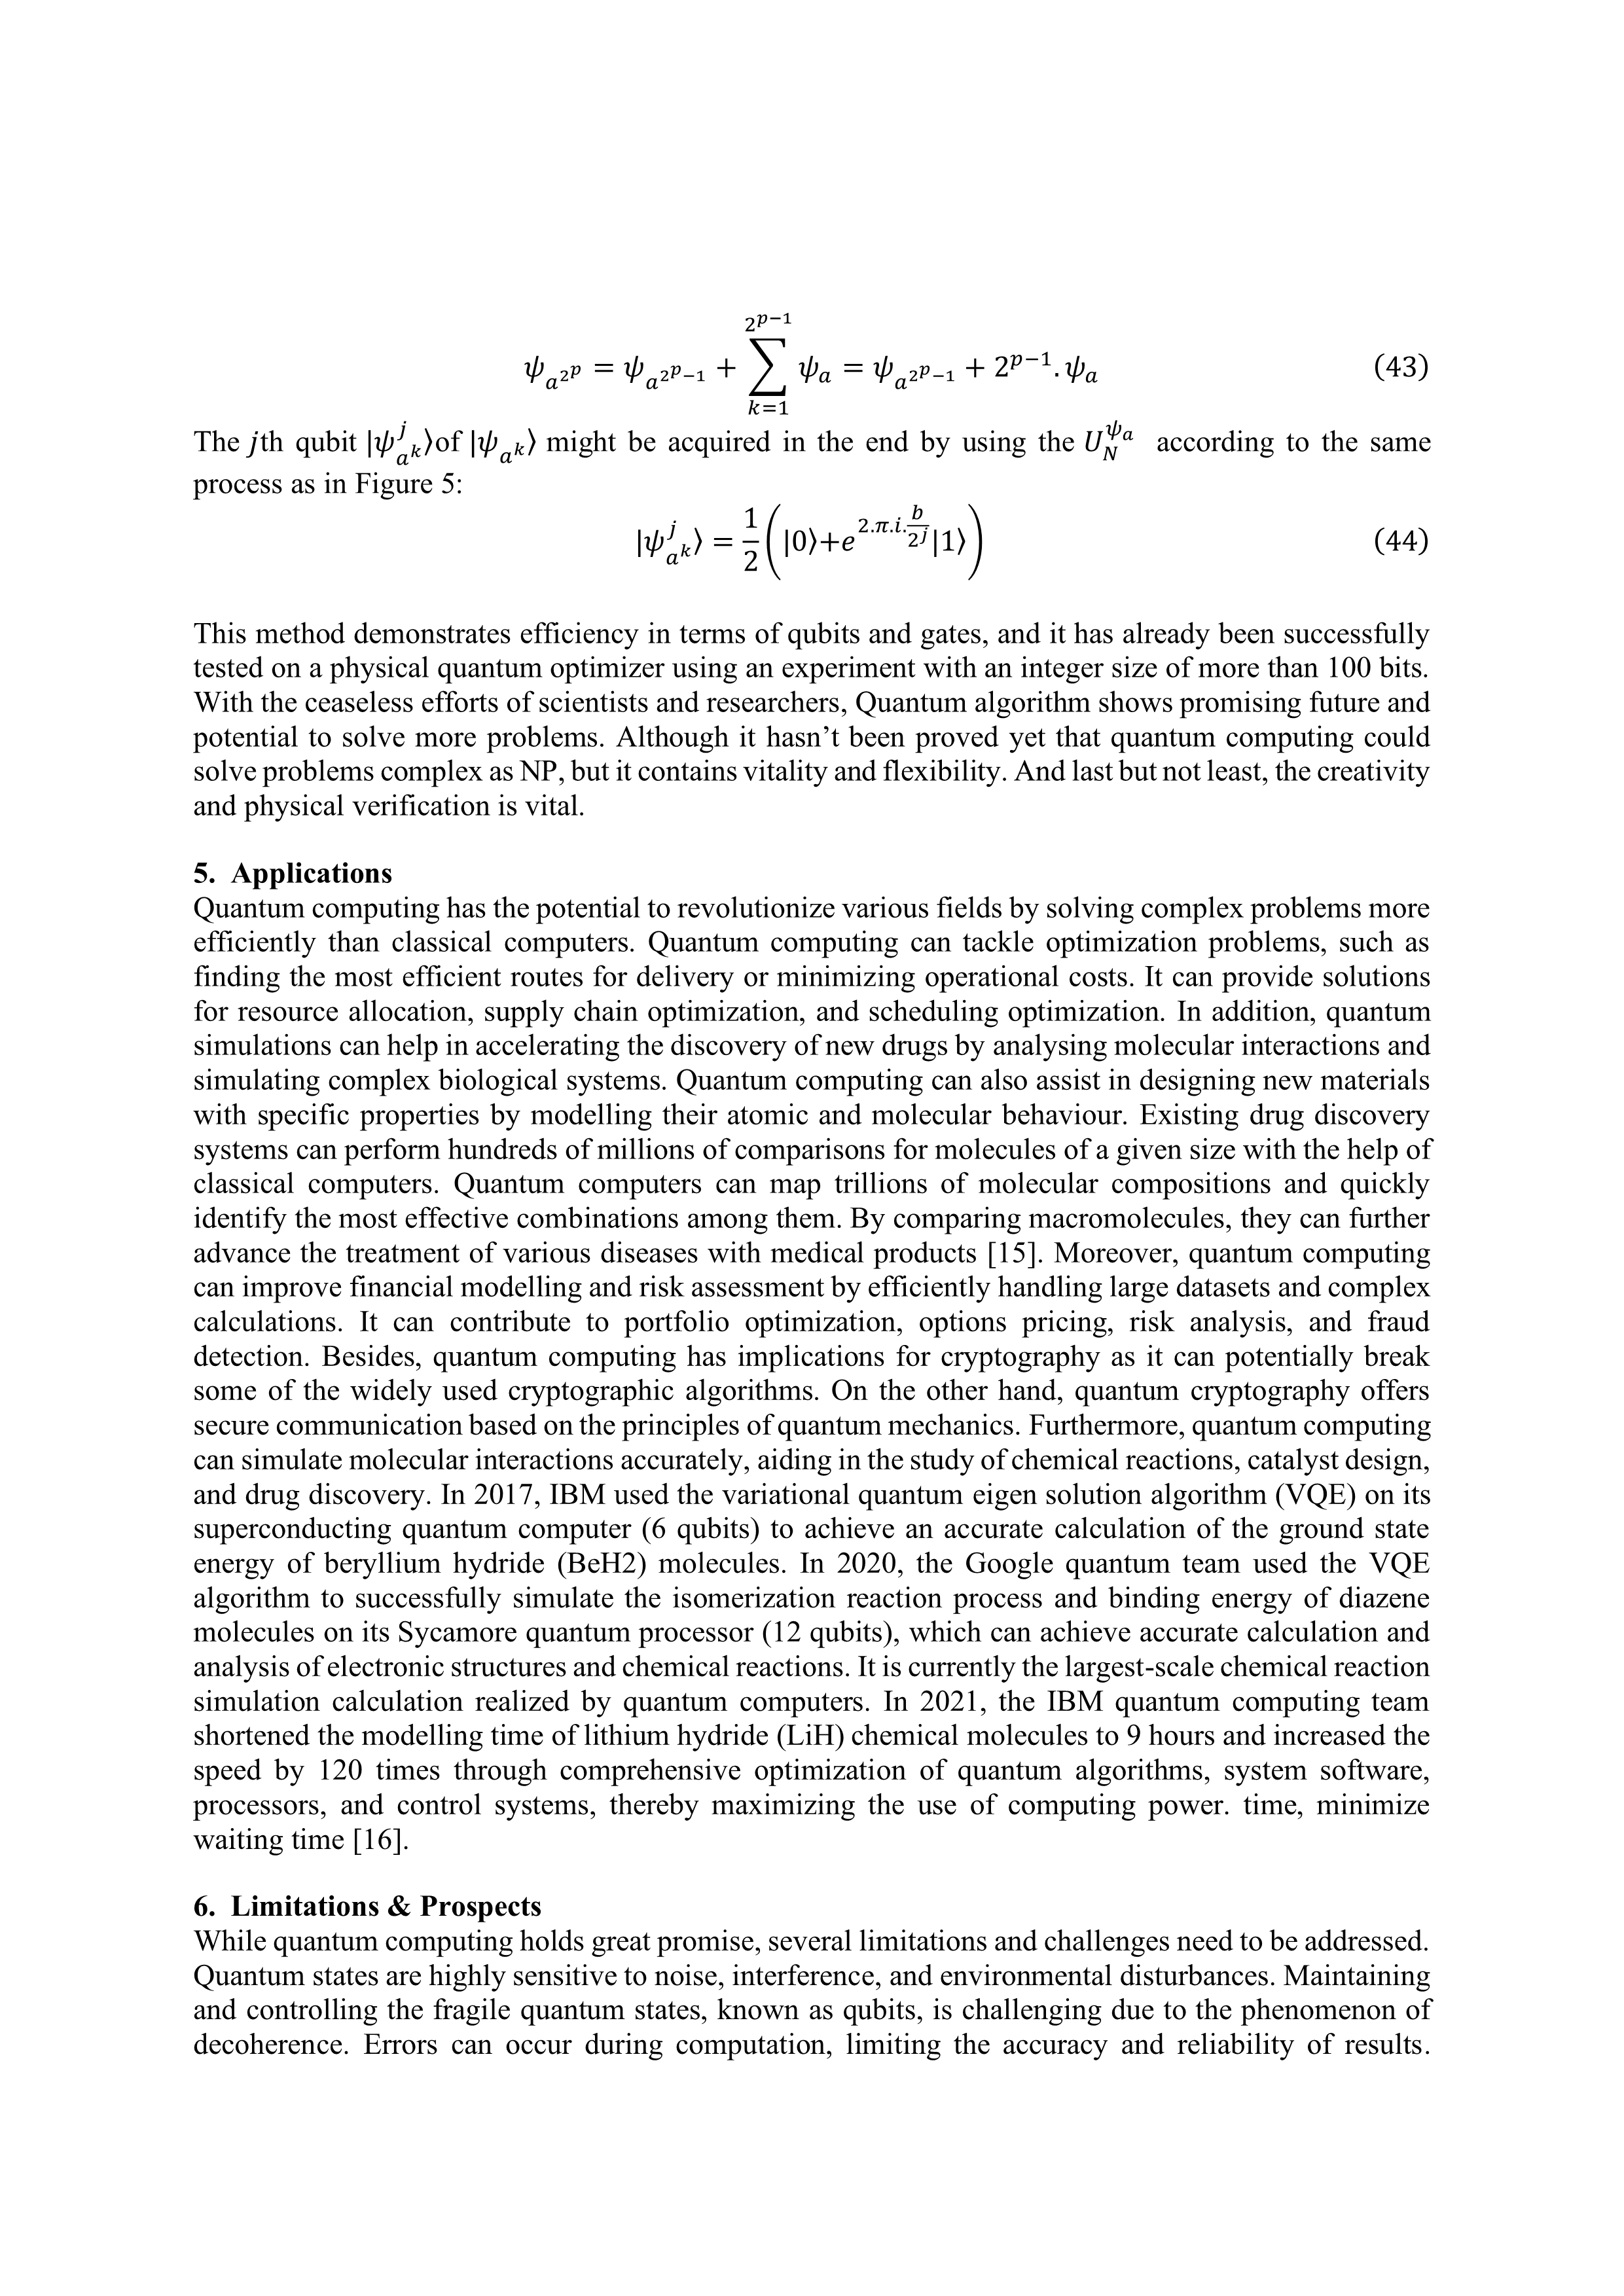 ψ_{a^{2^p}} = ψ_{a^{2^{p-1}}} + \sum_{k=1}^{2^{p-1}} ψ_a = ψ_{a^{2^{p-1}}} + 2^{p-1}.ψ_a (43)
The jth qubit |ψ^j_{a^k}⟩of |ψ_{a^k}⟩ might be acquired in the end by using the U_N^{ψ_a} according to the same
process as in Figure 5:
|ψ^j_{a^k}⟩ = \frac{1}{2}(|0⟩+e^{2.π.i.\frac{b}{2^j}}|1⟩) (44)
This method demonstrates efficiency in terms of qubits and gates, and it has already been successfully
tested on a physical quantum optimizer using an experiment with an integer size of more than 100 bits.
With the ceaseless efforts of scientists and researchers, Quantum algorithm shows promising future and
potential to solve more problems. Although it hasn’t been proved yet that quantum computing could
solve problems complex as NP, but it contains vitality and flexibility. And last but not least, the creativity
and physical verification is vital.
5. Applications
Quantum computing has the potential to revolutionize various fields by solving complex problems more
efficiently than classical computers. Quantum computing can tackle optimization problems, such as
finding the most efficient routes for delivery or minimizing operational costs. It can provide solutions
for resource allocation, supply chain optimization, and scheduling optimization. In addition, quantum
simulations can help in accelerating the discovery of new drugs by analysing molecular interactions and
simulating complex biological systems. Quantum computing can also assist in designing new materials
with specific properties by modelling their atomic and molecular behaviour. Existing drug discovery
systems can perform hundreds of millions of comparisons for molecules of a given size with the help of
classical computers. Quantum computers can map trillions of molecular compositions and quickly
identify the most effective combinations among them. By comparing macromolecules, they can further
advance the treatment of various diseases with medical products [15]. Moreover, quantum computing
can improve financial modelling and risk assessment by efficiently handling large datasets and complex
calculations. It can contribute to portfolio optimization, options pricing, risk analysis, and fraud
detection. Besides, quantum computing has implications for cryptography as it can potentially break
some of the widely used cryptographic algorithms. On the other hand, quantum cryptography offers
secure communication based on the principles of quantum mechanics. Furthermore, quantum computing
can simulate molecular interactions accurately, aiding in the study of chemical reactions, catalyst design,
and drug discovery. In 2017, IBM used the variational quantum eigen solution algorithm (VQE) on its
superconducting quantum computer (6 qubits) to achieve an accurate calculation of the ground state
energy of beryllium hydride (BeH2) molecules. In 2020, the Google quantum team used the VQE
algorithm to successfully simulate the isomerization reaction process and binding energy of diazene
molecules on its Sycamore quantum processor (12 qubits), which can achieve accurate calculation and
analysis of electronic structures and chemical reactions. It is currently the largest-scale chemical reaction
simulation calculation realized by quantum computers. In 2021, the IBM quantum computing team
shortened the modelling time of lithium hydride (LiH) chemical molecules to 9 hours and increased the
speed by 120 times through comprehensive optimization of quantum algorithms, system software,
processors, and control systems, thereby maximizing the use of computing power. time, minimize
waiting time [16].
6. Limitations & Prospects
While quantum computing holds great promise, several limitations and challenges need to be addressed.
Quantum states are highly sensitive to noise, interference, and environmental disturbances. Maintaining
and controlling the fragile quantum states, known as qubits, is challenging due to the phenomenon of
decoherence. Errors can occur during computation, limiting the accuracy and reliability of results.